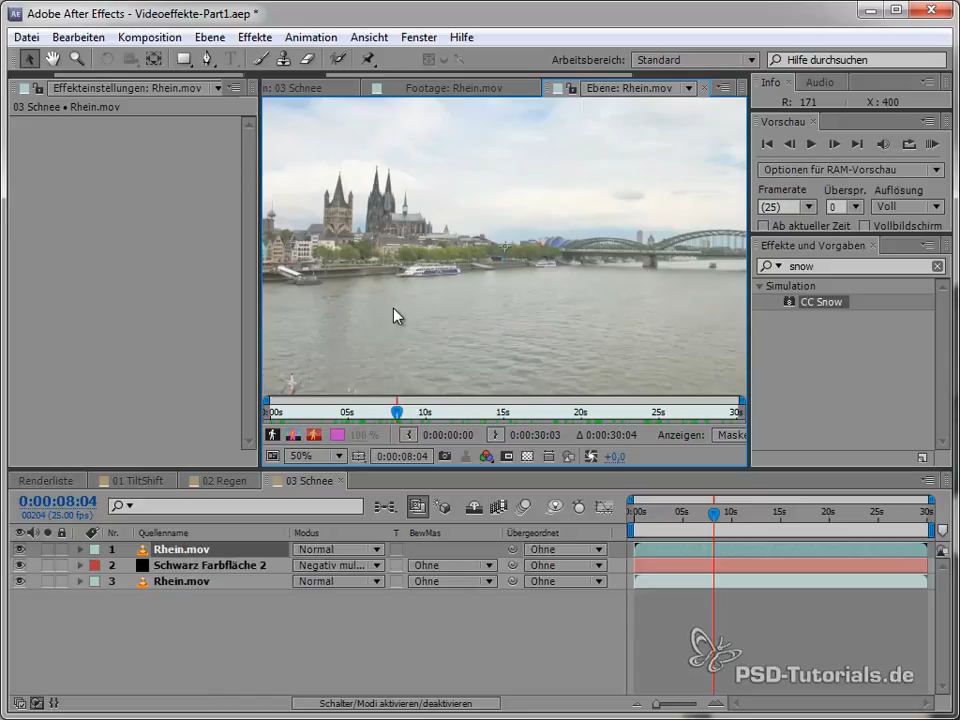 Adobe After Effects - Videoeffekte-Part1.aep *
Datei Bearbeiten Komposition Ebene Effekte Animation Ansicht Fenster Hilfe
Arbeitsbereich: Standard Hilfe durchsuchen
Effekteinstellungen: Rhein.mov n: 03 Schnee Footage: Rhein.mov Ebene: Rhein.mov Info Audio
03 Schnee • Rhein.mov R: 171 X: 400
Vorschau
Optionen für RAM-Vorschau
Framerate Überspr. Auflösung
(25) 0 Voll
Ab aktueller Zeit Vollbildschirm
Effekte und Vorgaben
snow
Simulation
CC Snow
0:00s 05s 10s 15s 20s 25s 30s
100 % 0:00:00:00 0:00:30:03 Δ 0:00:30:04 Anzeigen: Maske
50% 0:00:08:04 +0,0
Renderliste 01 TiltShift 02 Regen 03 Schnee
0:00:08:04
00204 (25.00 fps) 0:00s 05s 10s 15s 20s 25s 30s
Nr. Quellenname Modus T BewMas Übergeordnet
1 Rhein.mov Normal Ohne
2 Schwarz Farbfläche 2 Negativ mul... Ohne Ohne
3 Rhein.mov Normal Ohne Ohne
PSD-Tutorials.de
Schalter/Modi aktivieren/deaktivieren